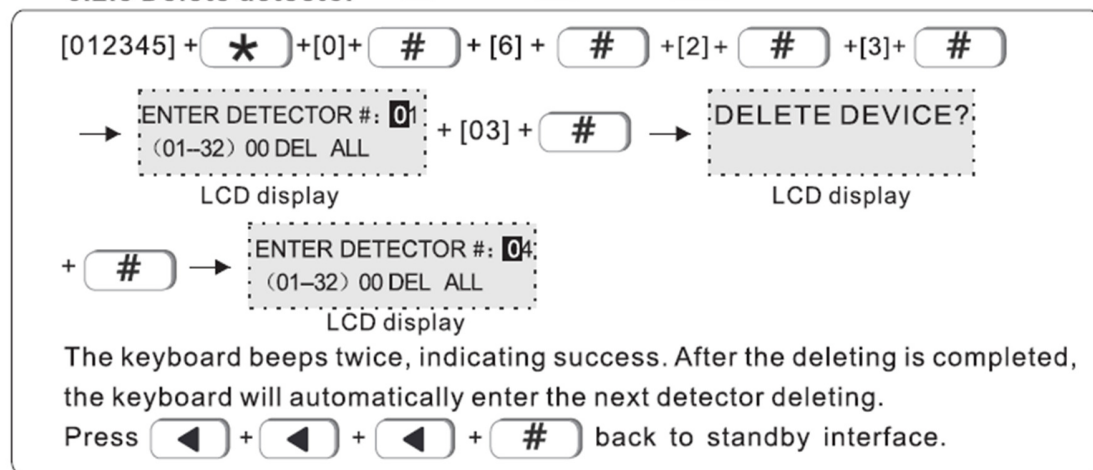 [012345] + * +[0]+ # + [6] + # +[2]+ # +[3]+ #
ENTER DETECTOR #: 01
(01–32) 00 DEL ALL
LCD display
+ [03] + #
DELETE DEVICE?
LCD display
+ #
ENTER DETECTOR #: 04
(01–32) 00 DEL ALL
LCD display
The keyboard beeps twice, indicating success. After the deleting is completed,
the keyboard will automatically enter the next detector deleting.
Press ◀ + ◀ + ◀ + # back to standby interface.